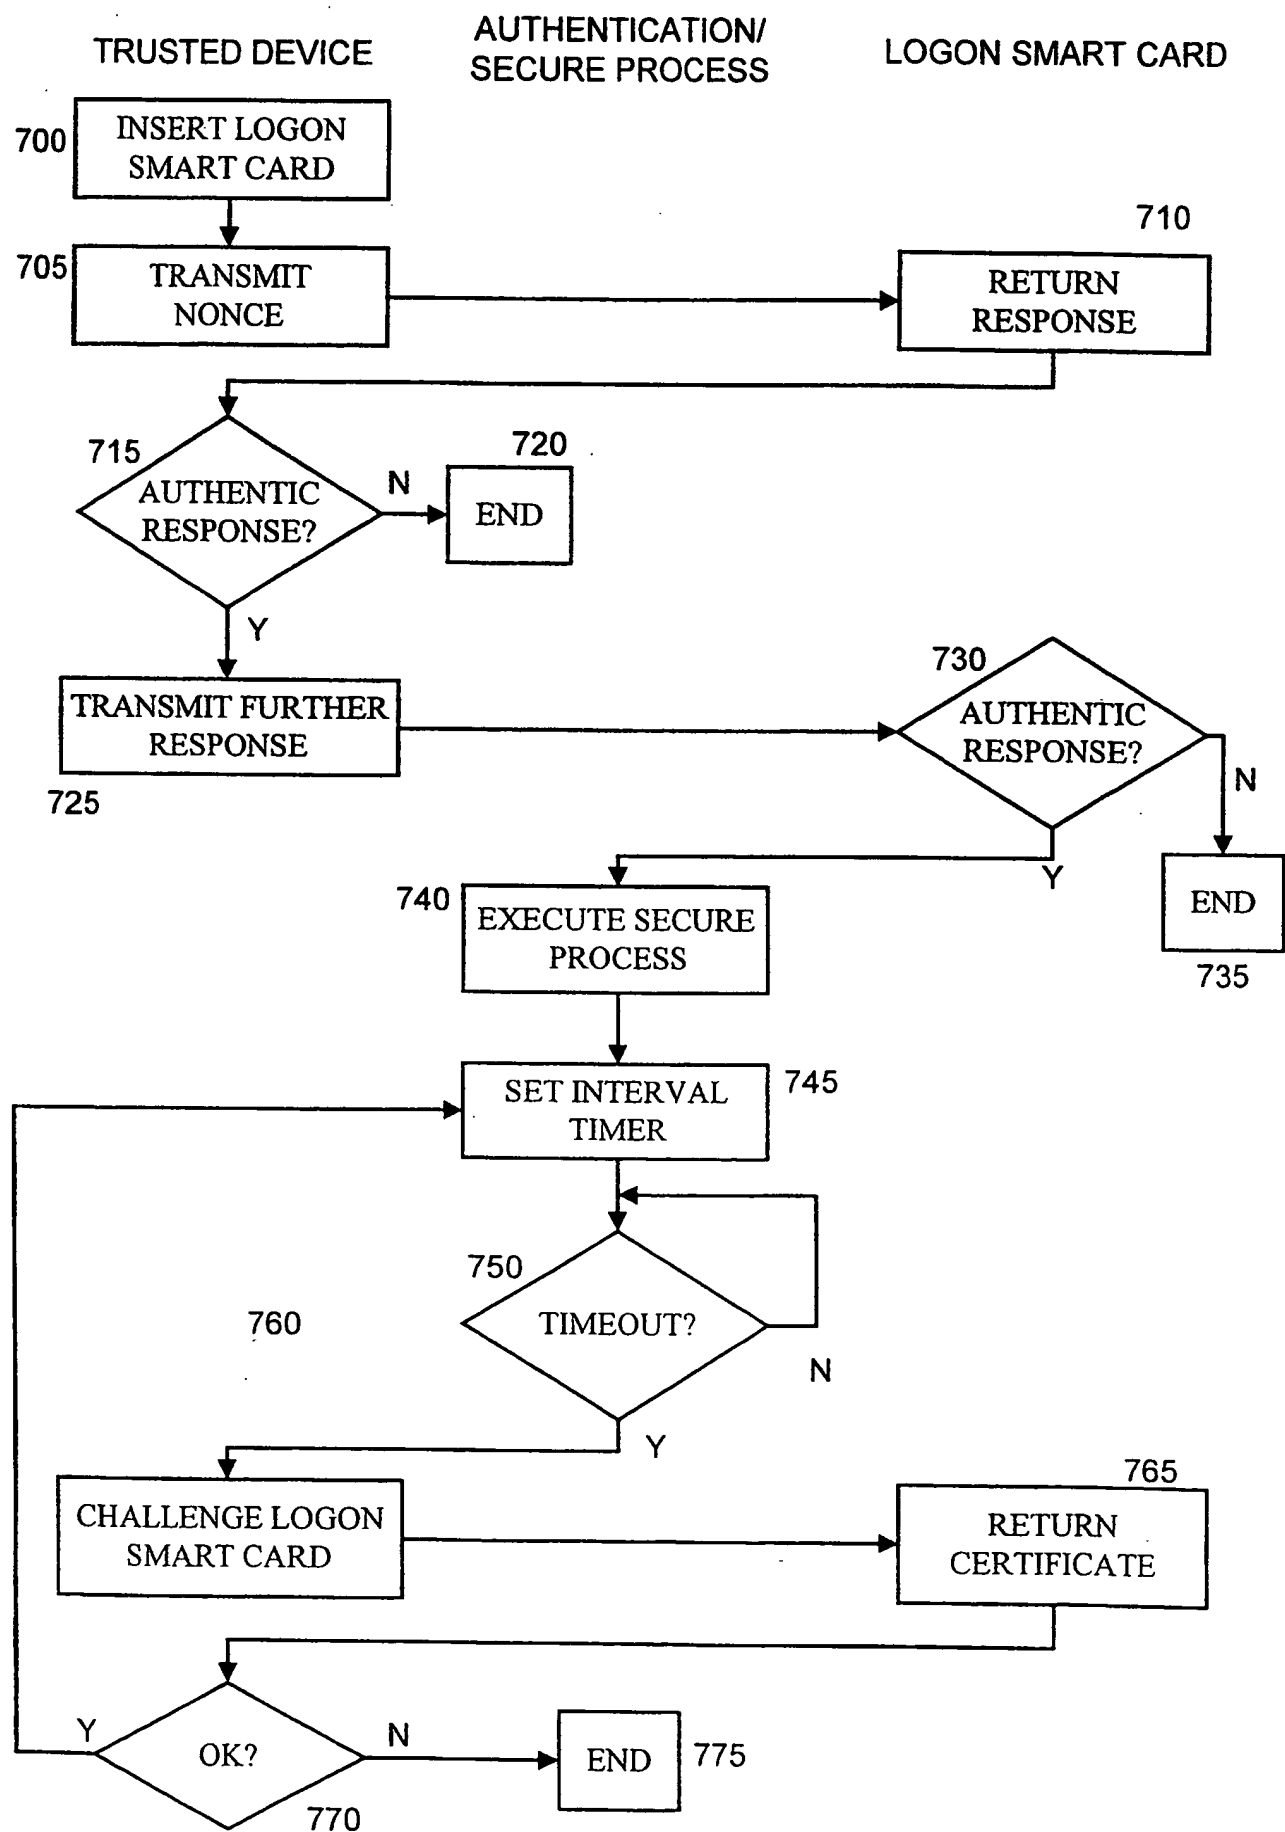 TRUSTED DEVICE
AUTHENTICATION/
SECURE PROCESS
LOGON SMART CARD
700
INSERT LOGON
SMART CARD
705
TRANSMIT
NONCE
710
RETURN
RESPONSE
715
AUTHENTIC
RESPONSE?
N
720
END
Y
TRANSMIT FURTHER
RESPONSE
725
730
AUTHENTIC
RESPONSE?
N
Y
END
735
740
EXECUTE SECURE
PROCESS
SET INTERVAL
TIMER
745
750
TIMEOUT?
N
Y
760
CHALLENGE LOGON
SMART CARD
765
RETURN
CERTIFICATE
Y
OK?
N
770
END
775